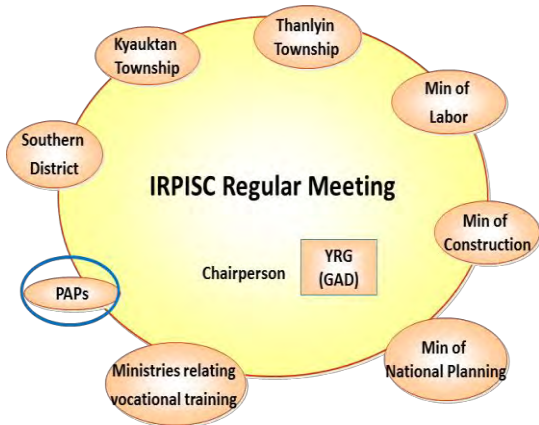 Thanlyin
Township
Kyauktan
Township
Min of
Labor
Southern
District
IRPISC Regular Meeting
Min of
Construction
Chairperson
YRG
(GAD)
PAPs
Min of
National Planning
Ministries relating
vocational training